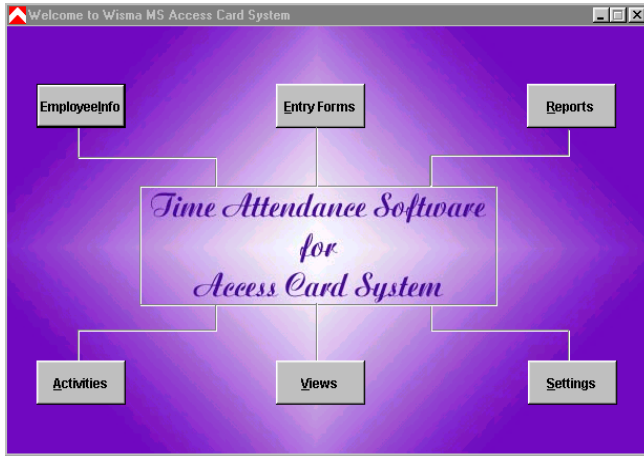 Welcome to Wisma MS Access Card System
EmployeeInfo
Entry Forms
Reports
Time Attendance Software
for
Access Card System
Activities
Views
Settings